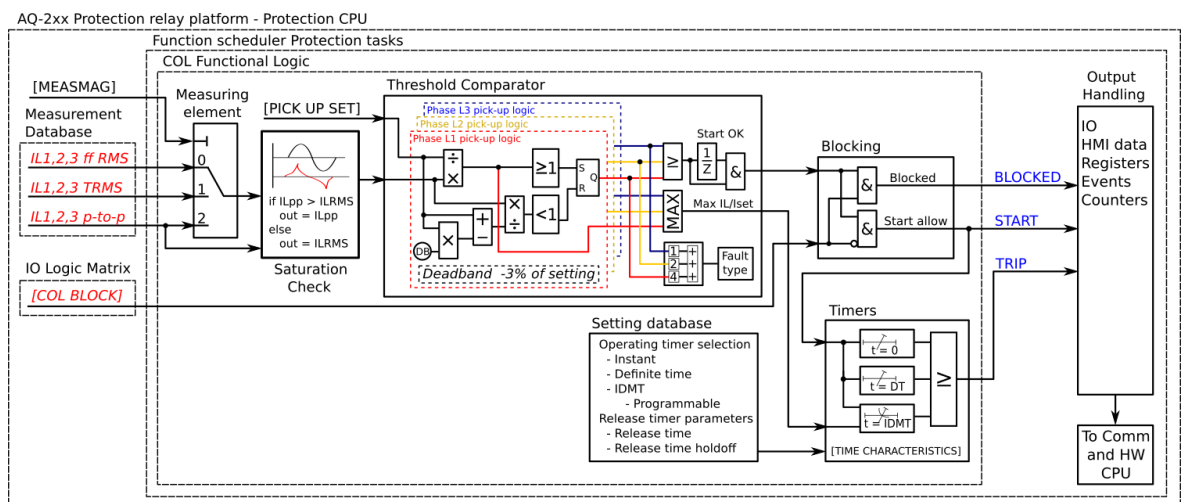 AQ-2xx Protection relay platform - Protection CPU
Function scheduler Protection tasks
COL Functional Logic
[MEASMAG]
Measurement
Database
IL1,2,3 ff RMS
IL1,2,3 TRMS
IL1,2,3 p-to-p
IO Logic Matrix
[COL BLOCK]
Measuring
element
0
1
2
[PICK UP SET]
if ILpp > ILRMS
out = ILpp
else
out = ILRMS
Saturation
Check
Threshold Comparator
Phase L3 pick-up logic
Phase L2 pick-up logic
Phase L1 pick-up logic
÷
×
≥1
S
Q
R
÷
×
<1
+
−
×
DB
Deadband -3% of setting
≥
Start OK
1
Z
&
MAX
Max IL/Iset
1 +
2 +
4 +
Fault
type
Blocking
&
Blocked
&
Start allow
BLOCKED
START
TRIP
Setting database
Operating timer selection
- Instant
- Definite time
- IDMT
- Programmable
Release timer parameters
- Release time
- Release time holdoff
Timers
t = 0
t = DT
t = IDMT
≥
[TIME CHARACTERISTICS]
Output
Handling
IO
HMI data
Registers
Events
Counters
To Comm
and HW
CPU